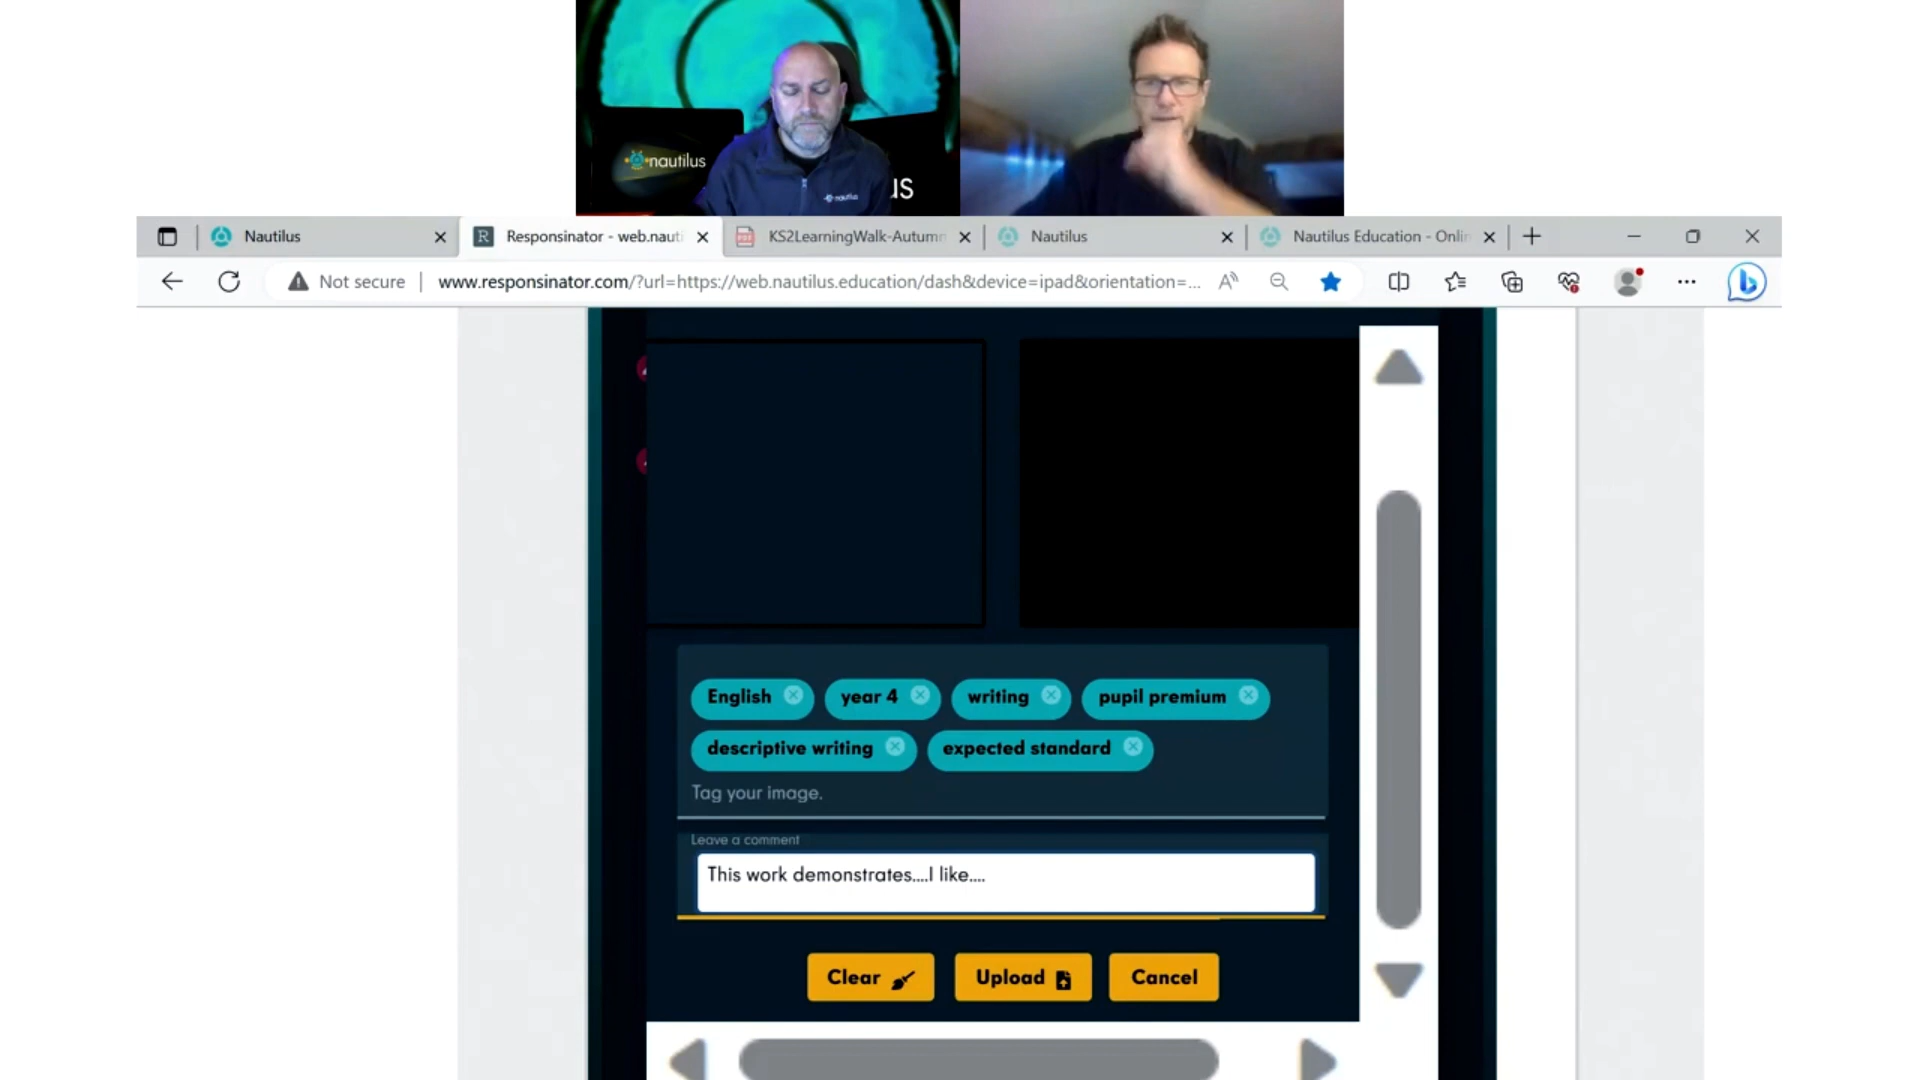 nautilus
nautilus
us
Nautilus
Responsinator - web.nauti
KS2LearningWalk-Autumn
Nautilus
Nautilus Education - Onlin
Not secure
www.responsinator.com/?url=https://web.nautilus.education/dash&device=ipad&orientation=...
English
year 4
writing
pupil premium
descriptive writing
expected standard
Tag your image.
Leave a comment
This work demonstrates....I like....
Clear
Upload
Cancel